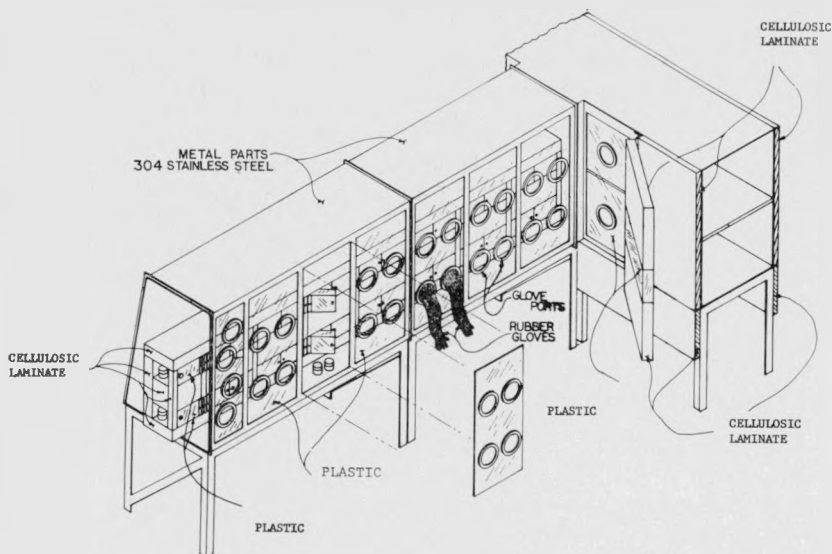 CELLULOSIC
LAMINATE
METAL PARTS
304 STAINLESS STEEL
GLOVE
PORTS
RUBBER
GLOVES
CELLULOSIC
LAMINATE
PLASTIC
CELLULOSIC
LAMINATE
PLASTIC
PLASTIC